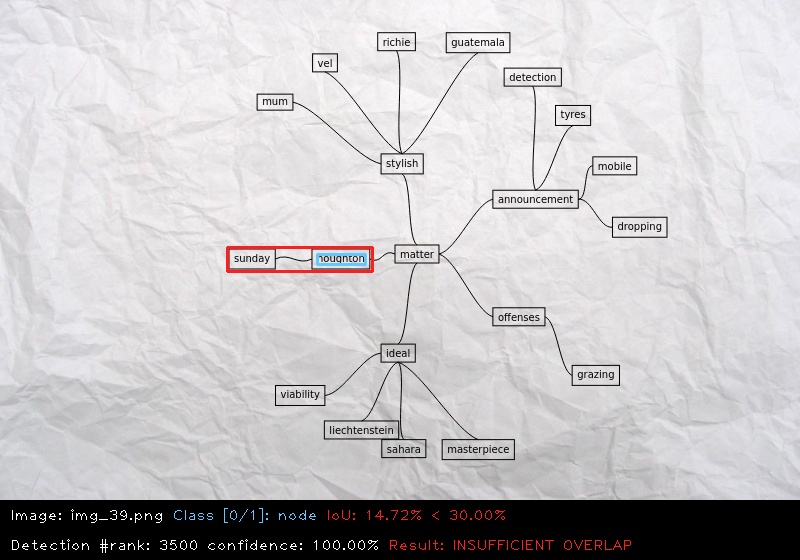 richie
guatemala
vel
detection
mum
tyres
stylish
mobile
announcement
dropping
matter
sunday
houghton
offenses
ideal
grazing
viability
liechtenstein
sahara
masterpiece
Image: img_39.png Class [0/1]: node IoU: 14.72% < 30.00%
Detection #rank: 3500 confidence: 100.00% Result: INSUFFICIENT OVERLAP